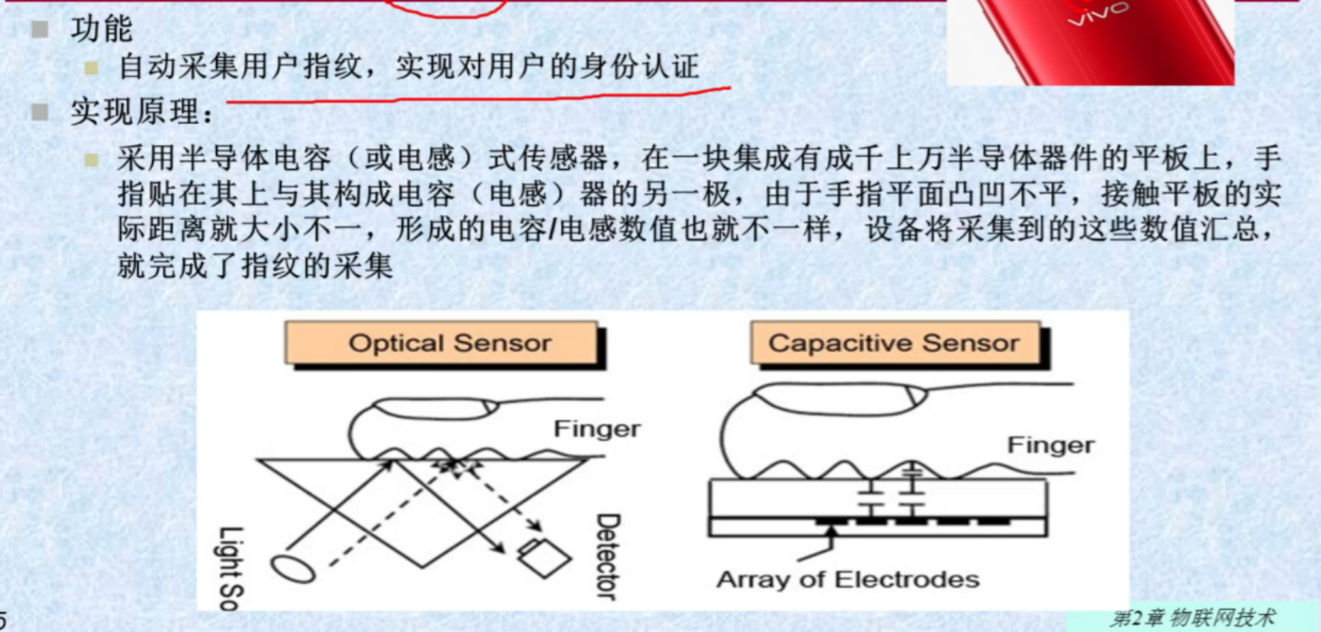 vivo
功能
自动采集用户指纹，实现对用户的身份认证
实现原理：
采用半导体电容（或电感）式传感器，在一块集成有成千上万半导体器件的平板上，手
指贴在其上与其构成电容（电感）器的另一极，由于手指平面凸凹不平，接触平板的实
际距离就大小不一，形成的电容/电感数值也就不一样，设备将采集到的这些数值汇总，
就完成了指纹的采集
Optical Sensor
Capacitive Sensor
Finger
Finger
Light So
Detector
Array of Electrodes
第2章 物联网技术